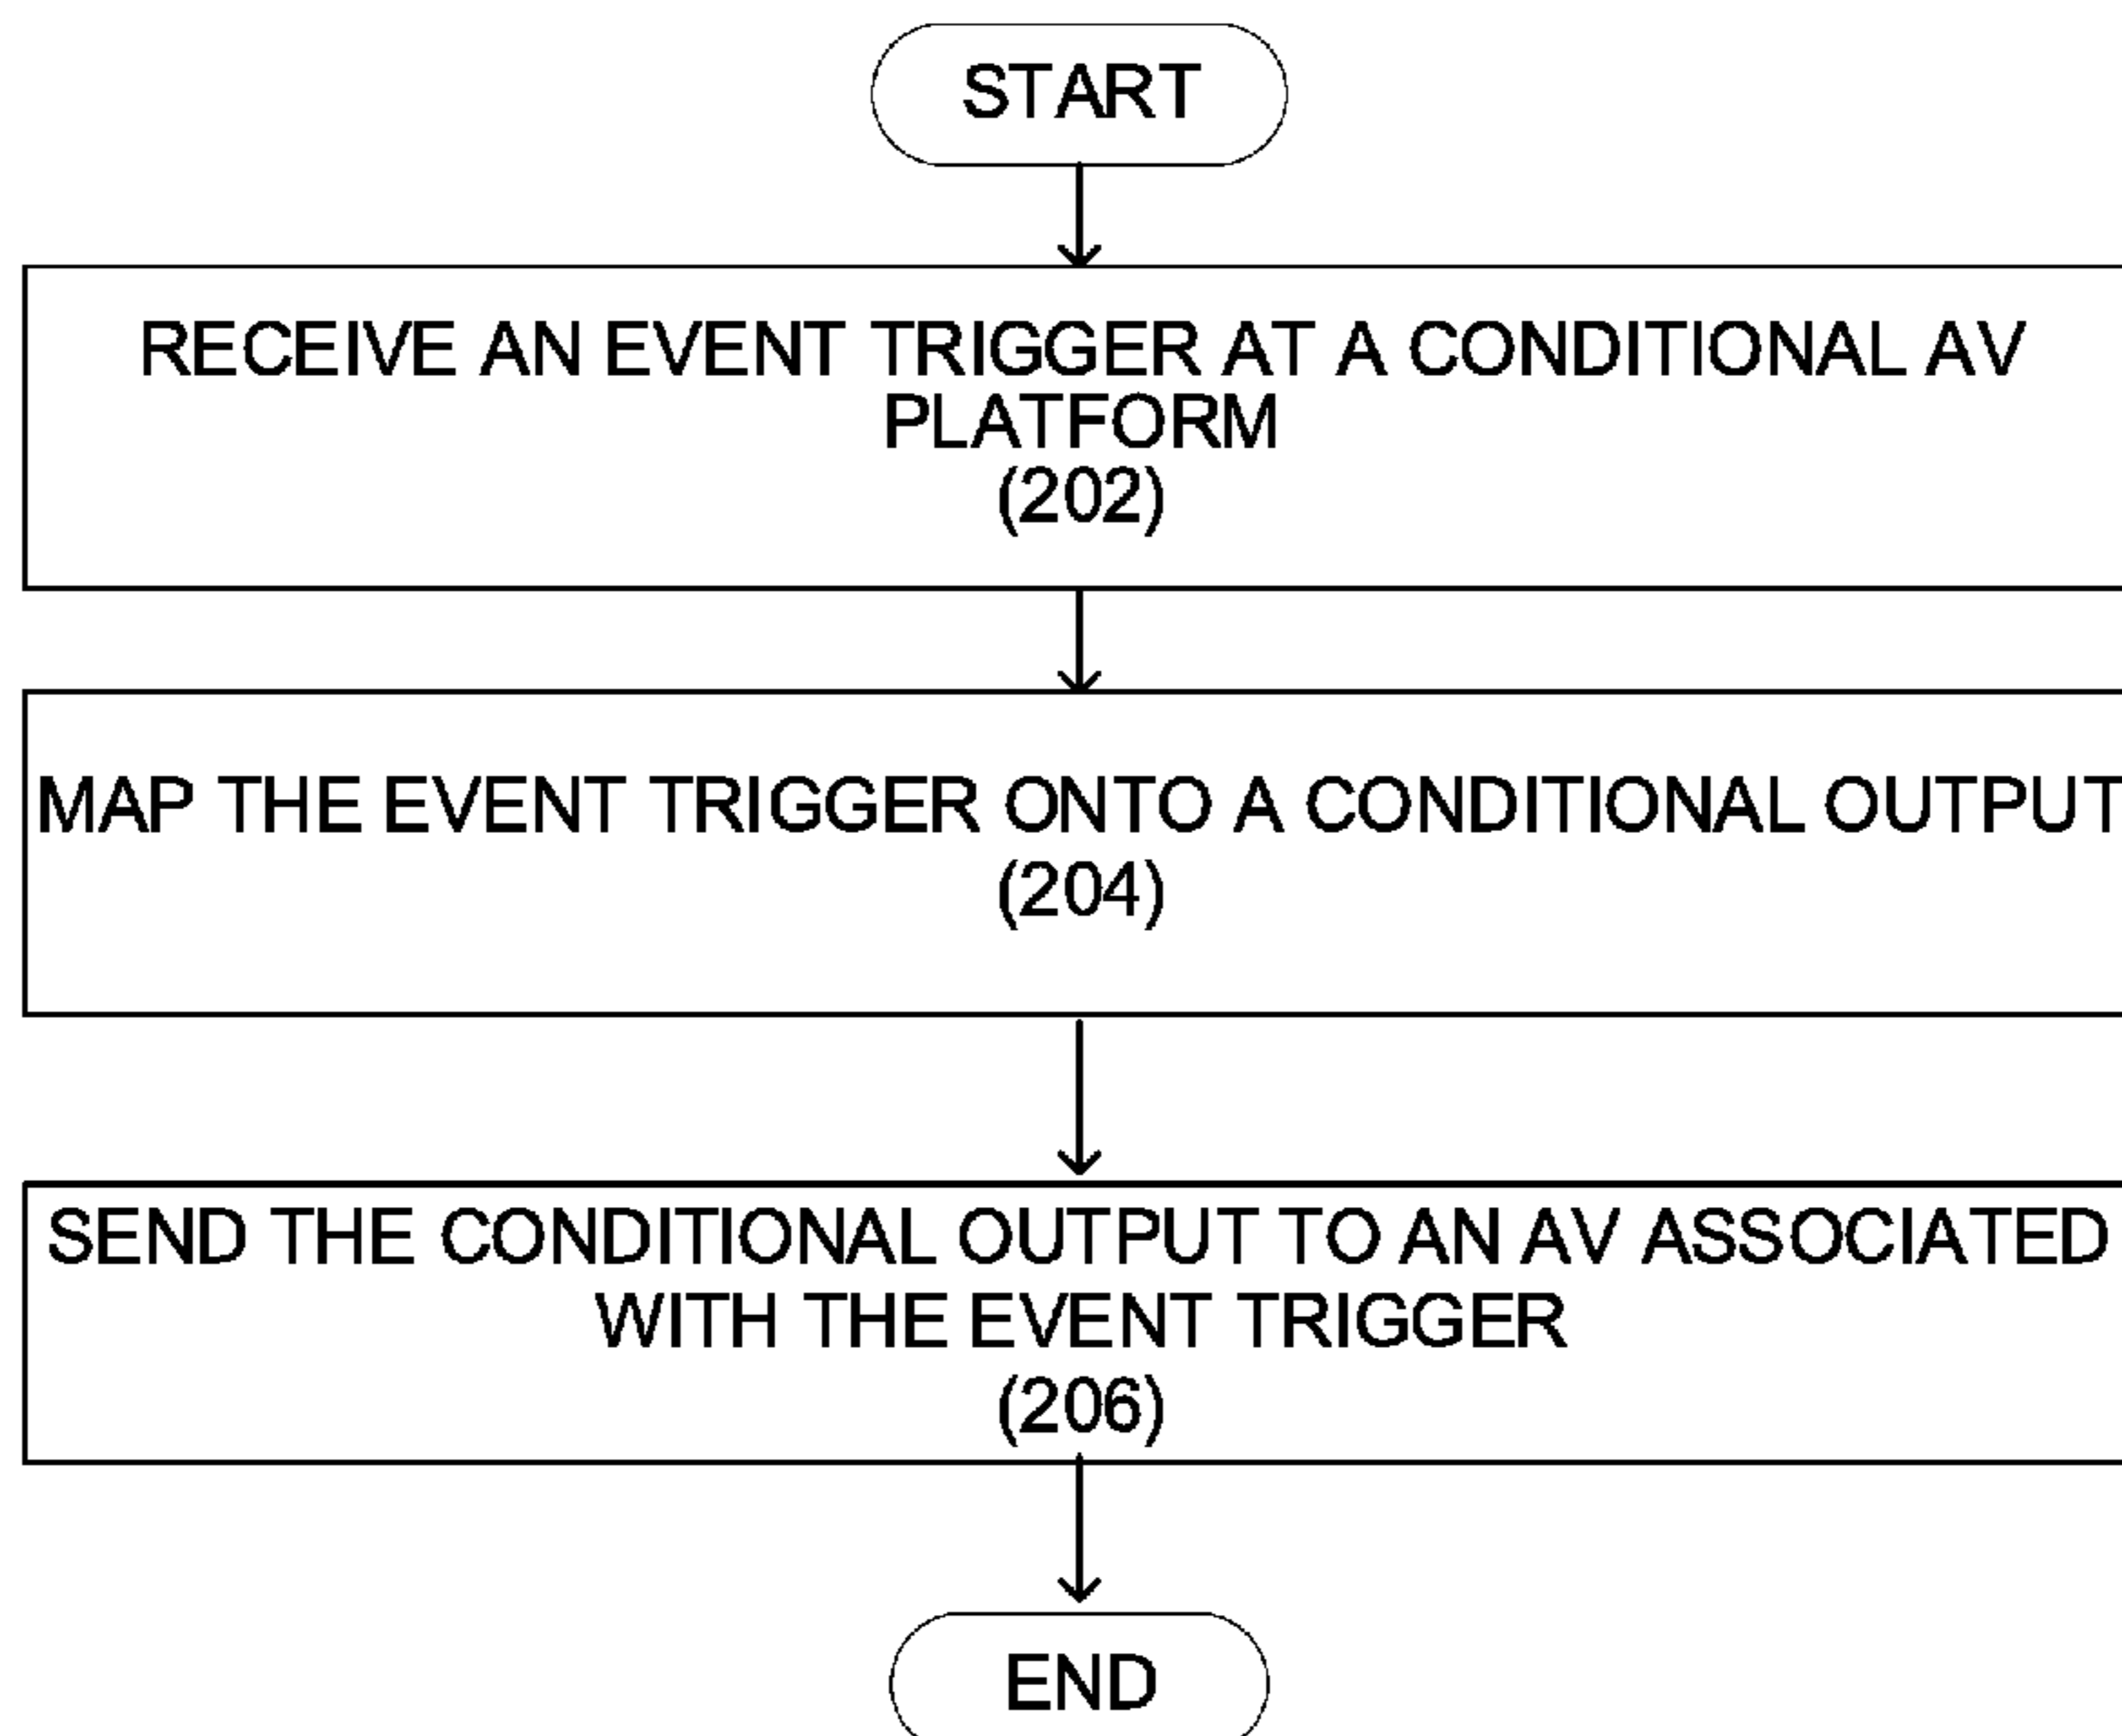 START
RECEIVE AN EVENT TRIGGER AT A CONDITIONAL AV
PLATFORM
(202)
MAP THE EVENT TRIGGER ONTO A CONDITIONAL OUTPUT
(204)
SEND THE CONDITIONAL OUTPUT TO AN AV ASSOCIATED
WITH THE EVENT TRIGGER
(206)
END